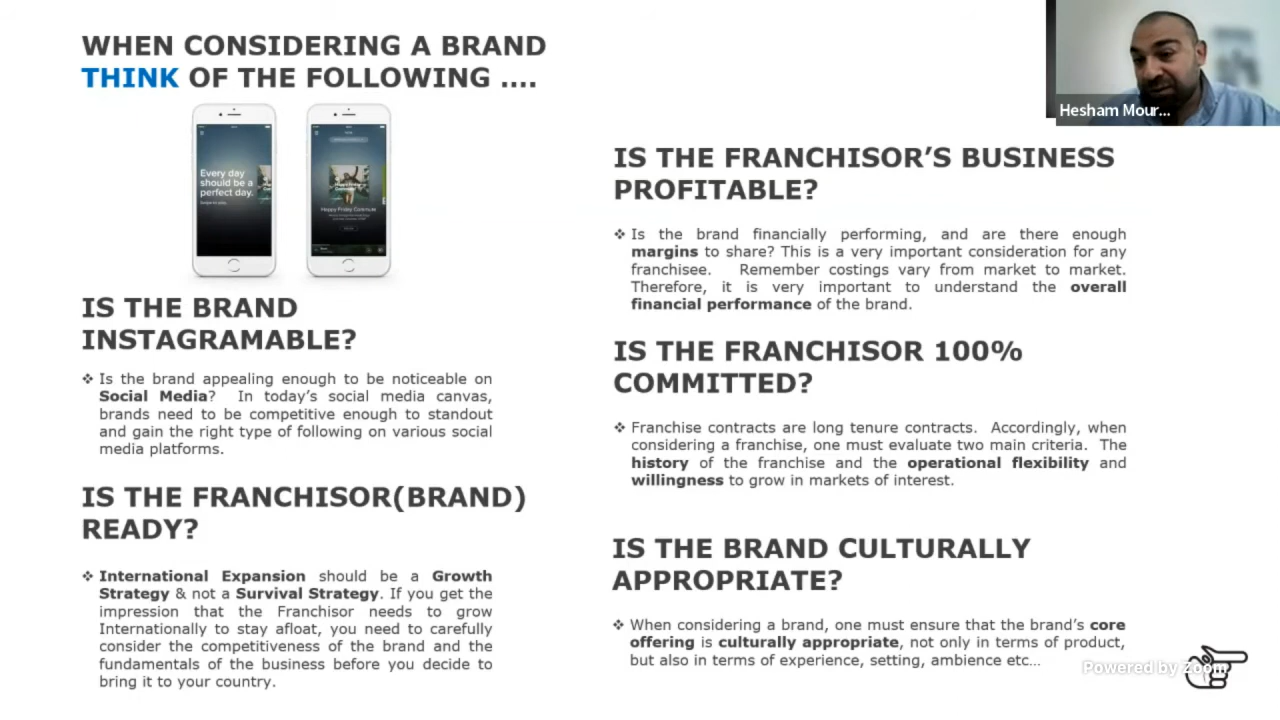 WHEN CONSIDERING A BRAND
THINK OF THE FOLLOWING ....
Every day
should be a
perfect day.
Happy Friday Commute
IS THE BRAND
INSTAGRAMABLE?
❖ Is the brand appealing enough to be noticeable on
Social Media? In today's social media canvas,
brands need to be competitive enough to standout
and gain the right type of following on various social
media platforms.
IS THE FRANCHISOR(BRAND)
READY?
❖ International Expansion should be a Growth
Strategy & not a Survival Strategy. If you get the
impression that the Franchisor needs to grow
Internationally to stay afloat, you need to carefully
consider the competitiveness of the brand and the
fundamentals of the business before you decide to
bring it to your country.
Hesham Mour...
IS THE FRANCHISOR’S BUSINESS
PROFITABLE?
❖ Is the brand financially performing, and are there enough
margins to share? This is a very important consideration for any
franchisee. Remember costings vary from market to market.
Therefore, it is very important to understand the overall
financial performance of the brand.
IS THE FRANCHISOR 100%
COMMITTED?
❖ Franchise contracts are long tenure contracts. Accordingly, when
considering a franchise, one must evaluate two main criteria. The
history of the franchise and the operational flexibility and
willingness to grow in markets of interest.
IS THE BRAND CULTURALLY
APPROPRIATE?
❖ When considering a brand, one must ensure that the brand's core
offering is culturally appropriate, not only in terms of product,
but also in terms of experience, setting, ambience etc...
Powered by Zoom